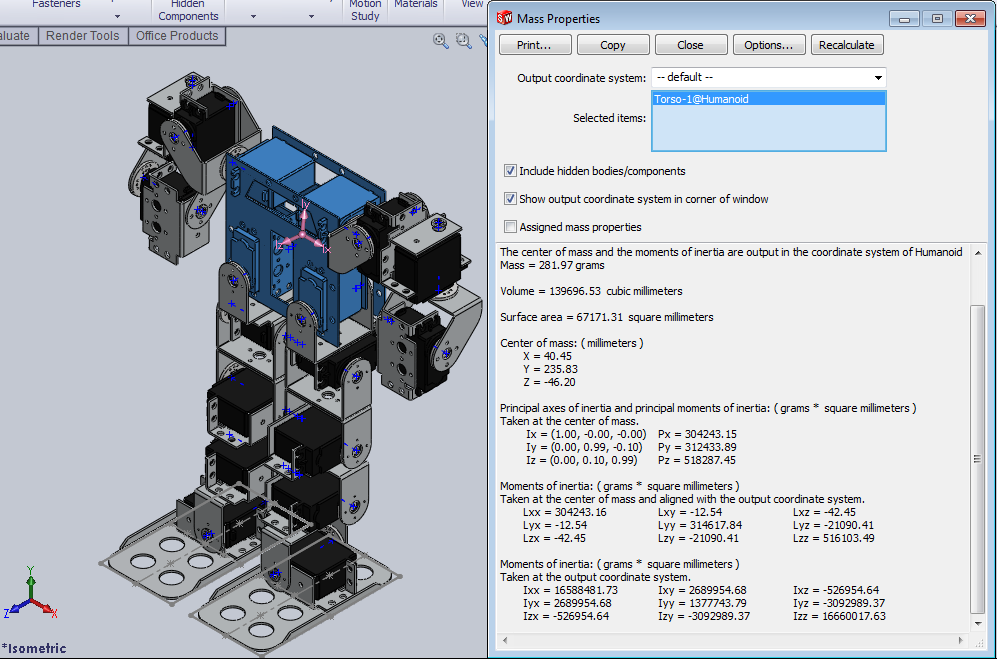 Fasteners
Hidden
Components
Motion
Study
Materials
View
aluate
Render Tools
Office Products
Iy
Iz
Ix
Y
Z
X
*Isometric
Mass Properties
Print...
Copy
Close
Options...
Recalculate
Output coordinate system:
-- default --
Selected items:
Torso-1@Humanoid
Include hidden bodies/components
Show output coordinate system in corner of window
Assigned mass properties
The center of mass and the moments of inertia are output in the coordinate system of Humanoid
Mass = 281.97 grams
Volume = 139696.53 cubic millimeters
Surface area = 67171.31 square millimeters
Center of mass: ( millimeters )
X = 40.45
Y = 235.83
Z = -46.20
Principal axes of inertia and principal moments of inertia: ( grams * square millimeters )
Taken at the center of mass.
Ix = (1.00, -0.00, -0.00) Px = 304243.15
Iy = (0.00, 0.99, -0.10) Py = 312433.89
Iz = (0.00, 0.10, 0.99) Pz = 518287.45
Moments of inertia: ( grams * square millimeters )
Taken at the center of mass and aligned with the output coordinate system.
Lxx = 304243.16 Lxy = -12.54 Lxz = -42.45
Lyx = -12.54 Lyy = 314617.84 Lyz = -21090.41
Lzx = -42.45 Lzy = -21090.41 Lzz = 516103.49
Moments of inertia: ( grams * square millimeters )
Taken at the output coordinate system.
Ixx = 16588481.73 Ixy = 2689954.68 Ixz = -526954.64
Iyx = 2689954.68 Iyy = 1377743.79 Iyz = -3092989.37
Izx = -526954.64 Izy = -3092989.37 Izz = 16660017.63